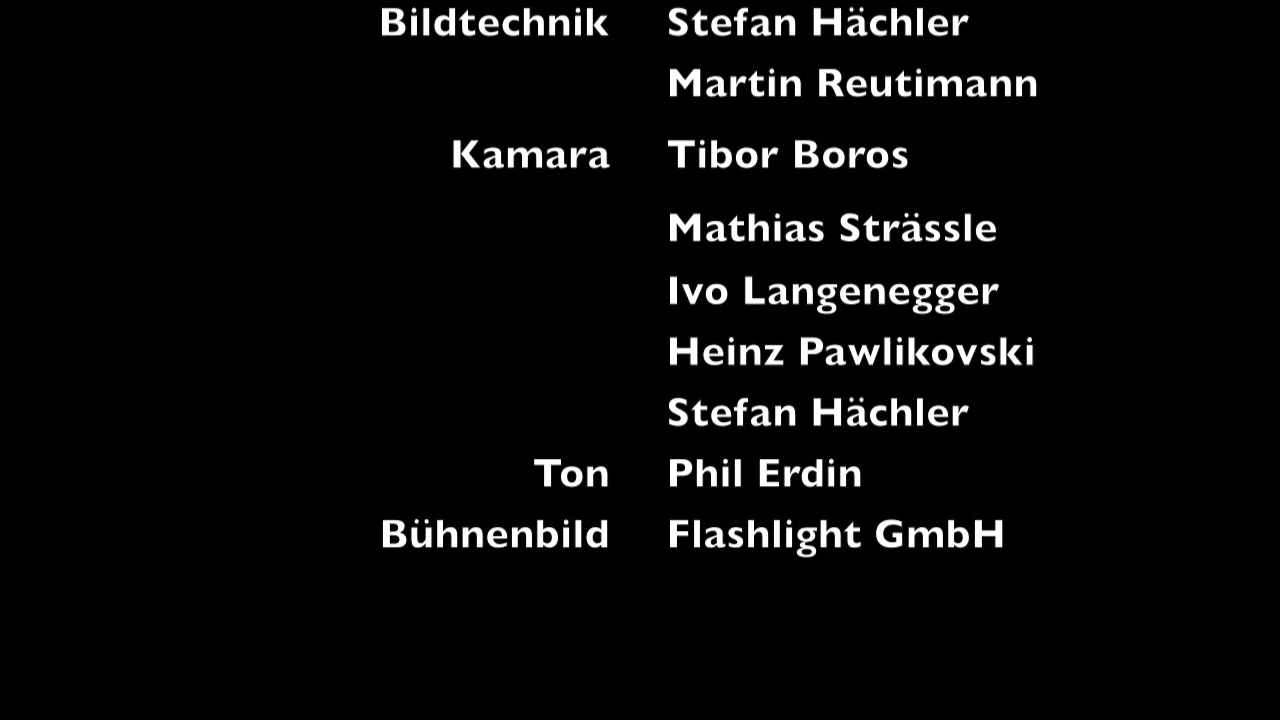 Bildtechnik Stefan Hächler
Martin Reutimann
Kamara Tibor Boros
Mathias Strässle
Ivo Langenegger
Heinz Pawlikovski
Stefan Hächler
Ton Phil Erdin
Bühnenbild Flashlight GmbH